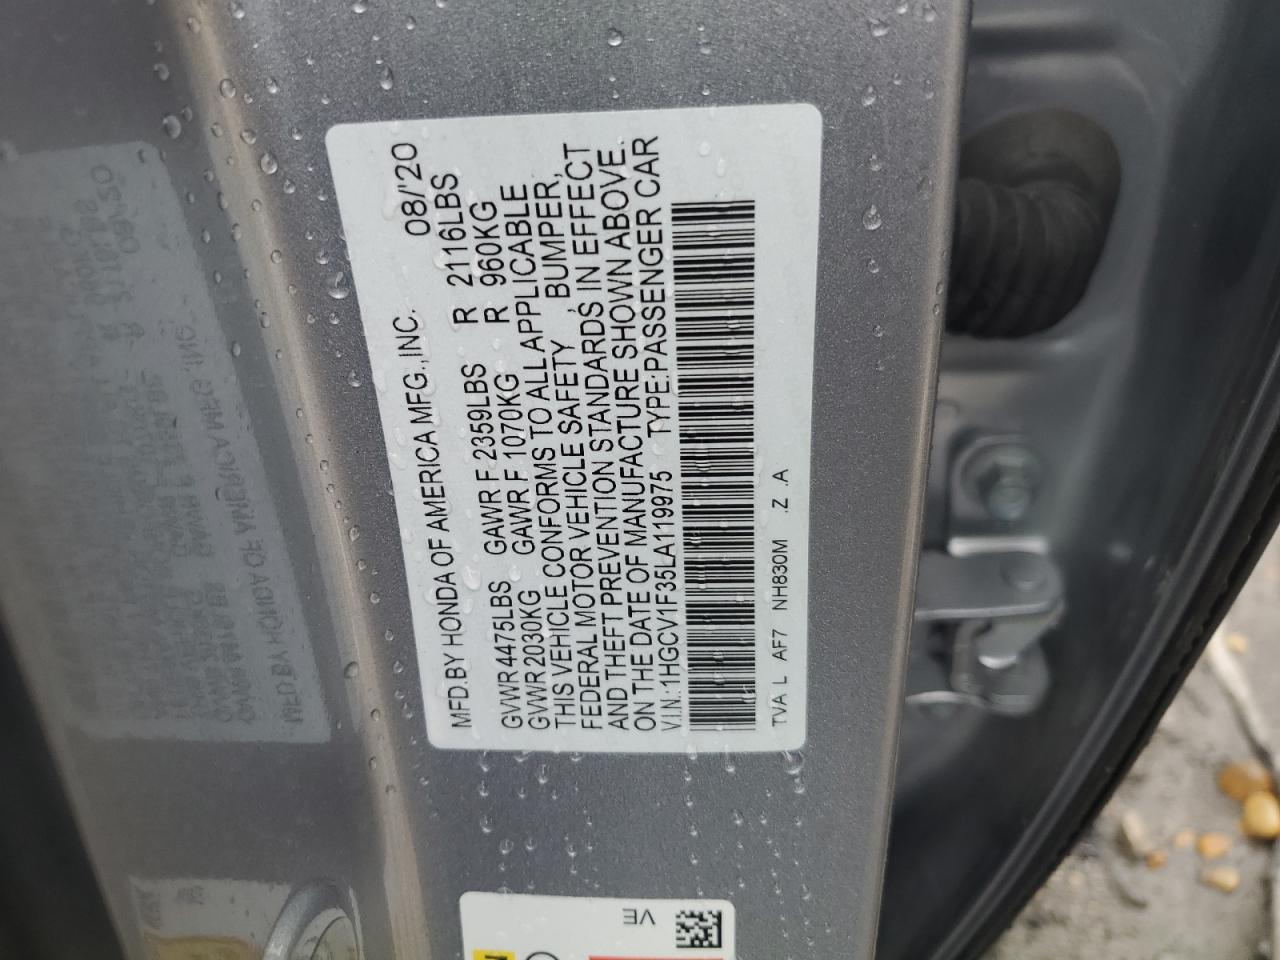 MFD.BY HONDA OF AMERICA MFG.,INC. 08/'20
GVWR 4475LBS GAWR F 2359LBS R 2116LBS
GVWR 2030KG GAWR F 1070KG R 960KG
THIS VEHICLE CONFORMS TO ALL APPLICABLE
FEDERAL MOTOR VEHICLE SAFETY, BUMPER,
AND THEFT PREVENTION STANDARDS IN EFFECT
ON THE DATE OF MANUFACTURE SHOWN ABOVE.
V.I.N.:1HGCV1F35LA119975 TYPE:PASSENGER CAR
TVA L AF7 NH830M .Z .A
VE